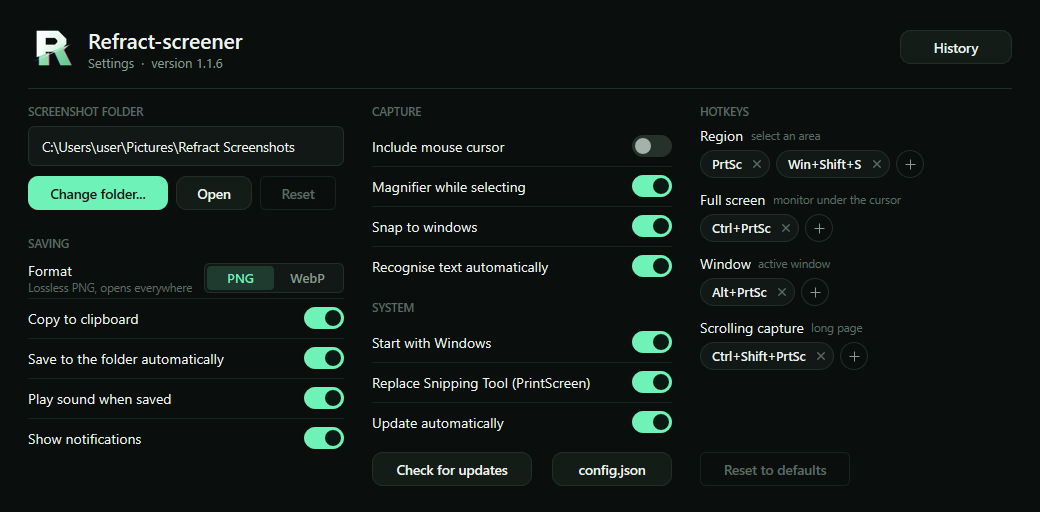 Refract-screener
Settings · version 1.1.6
History
SCREENSHOT FOLDER
C:\Users\user\Pictures\Refract Screenshots
Change folder...
Open
Reset
SAVING
Format
Lossless PNG, opens everywhere
PNG
WebP
Copy to clipboard
Save to the folder automatically
Play sound when saved
Show notifications
CAPTURE
Include mouse cursor
Magnifier while selecting
Snap to windows
Recognise text automatically
SYSTEM
Start with Windows
Replace Snipping Tool (PrintScreen)
Update automatically
Check for updates
config.json
HOTKEYS
Region select an area
PrtSc
Win+Shift+S
Full screen monitor under the cursor
Ctrl+PrtSc
Window active window
Alt+PrtSc
Scrolling capture long page
Ctrl+Shift+PrtSc
Reset to defaults